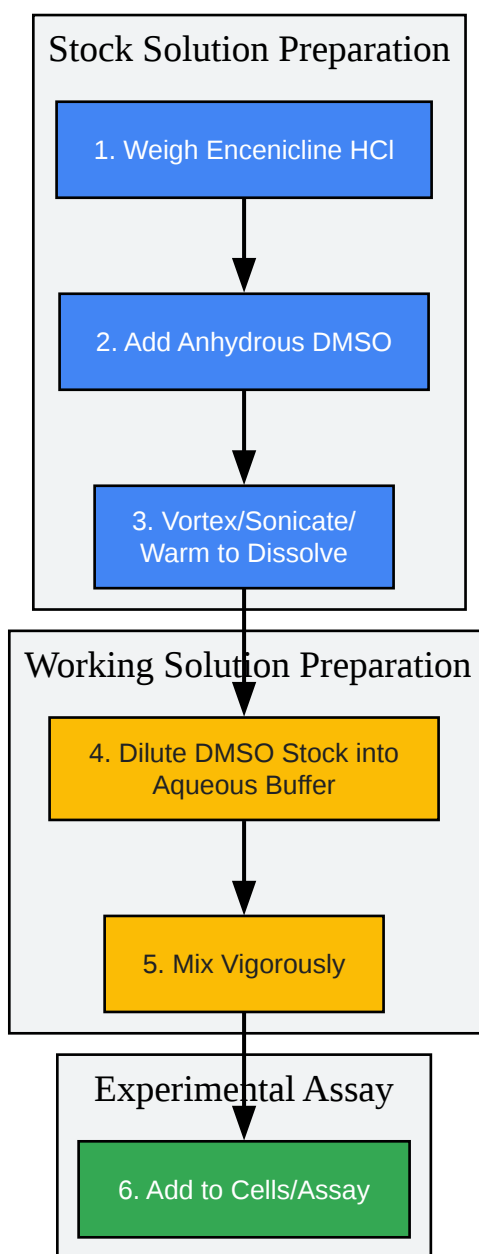 Stock Solution Preparation
1. Weigh Encenicline HCl
2. Add Anhydrous DMSO
3. Vortex/Sonicate/
Warm to Dissolve
Working Solution Preparation
4. Dilute DMSO Stock into
Aqueous Buffer
5. Mix Vigorously
Experimental Assay
6. Add to Cells/Assay